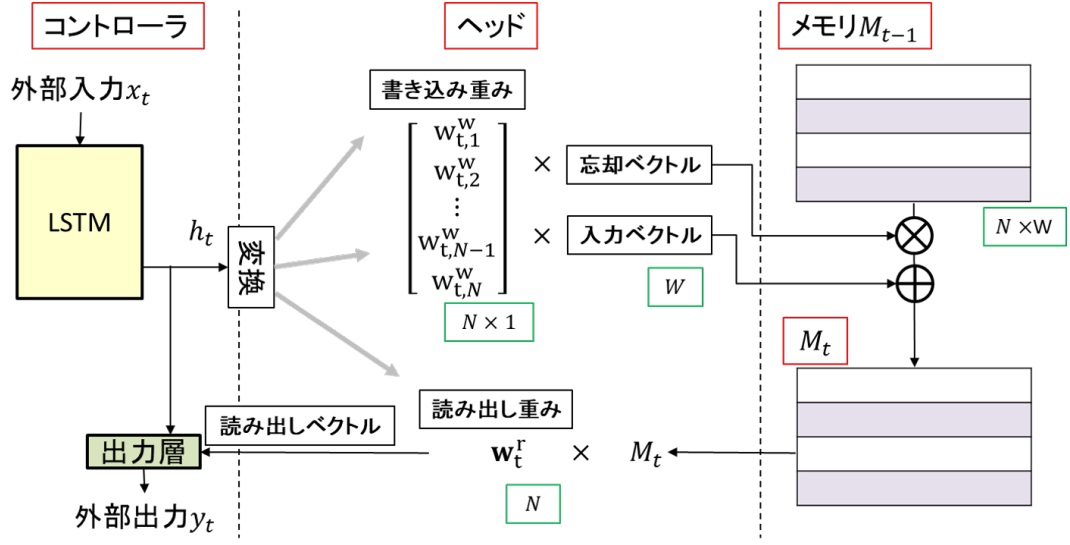 コントローラ
ヘッド
メモリM_{t−1}
外部入力x_t
書き込み重み
LSTM
w^w_{t,1}
w^w_{t,2}
⋮
w^w_{t,N−1}
w^w_{t,N}
× 忘却ベクトル
× 入力ベクトル
h_t
変換
N × W
W
N × 1
M_t
読み出しベクトル
読み出し重み
出力層
w^r_t × M_t
N
外部出力y_t